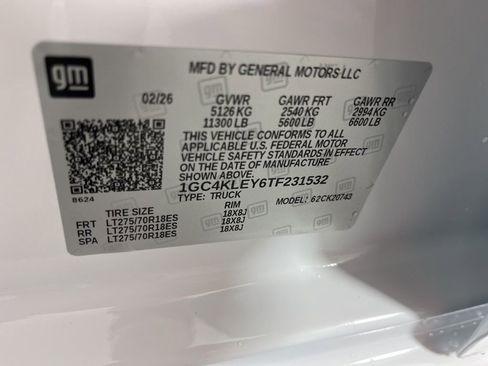 gm
MFD BY GENERAL MOTORS LLC
02/26 GVWR GAWR FRT GAWR RR
5126 KG 2540 KG 2994 KG
11300 LB 5600 LB 6600 LB
THIS VEHICLE CONFORMS TO ALL
APPLICABLE U.S. FEDERAL MOTOR
VEHICLE SAFETY STANDARDS IN EFFECT
ON THE DATE OF MANUFACTURE
1GC4KLEY6TF231532
TYPE: TRUCK MODEL: 62CK20743
B624
TIRE SIZE RIM
FRT LT275/70R18ES 18X8J
RR LT275/70R18ES 18X8J
SPA LT275/70R18ES 18X8J